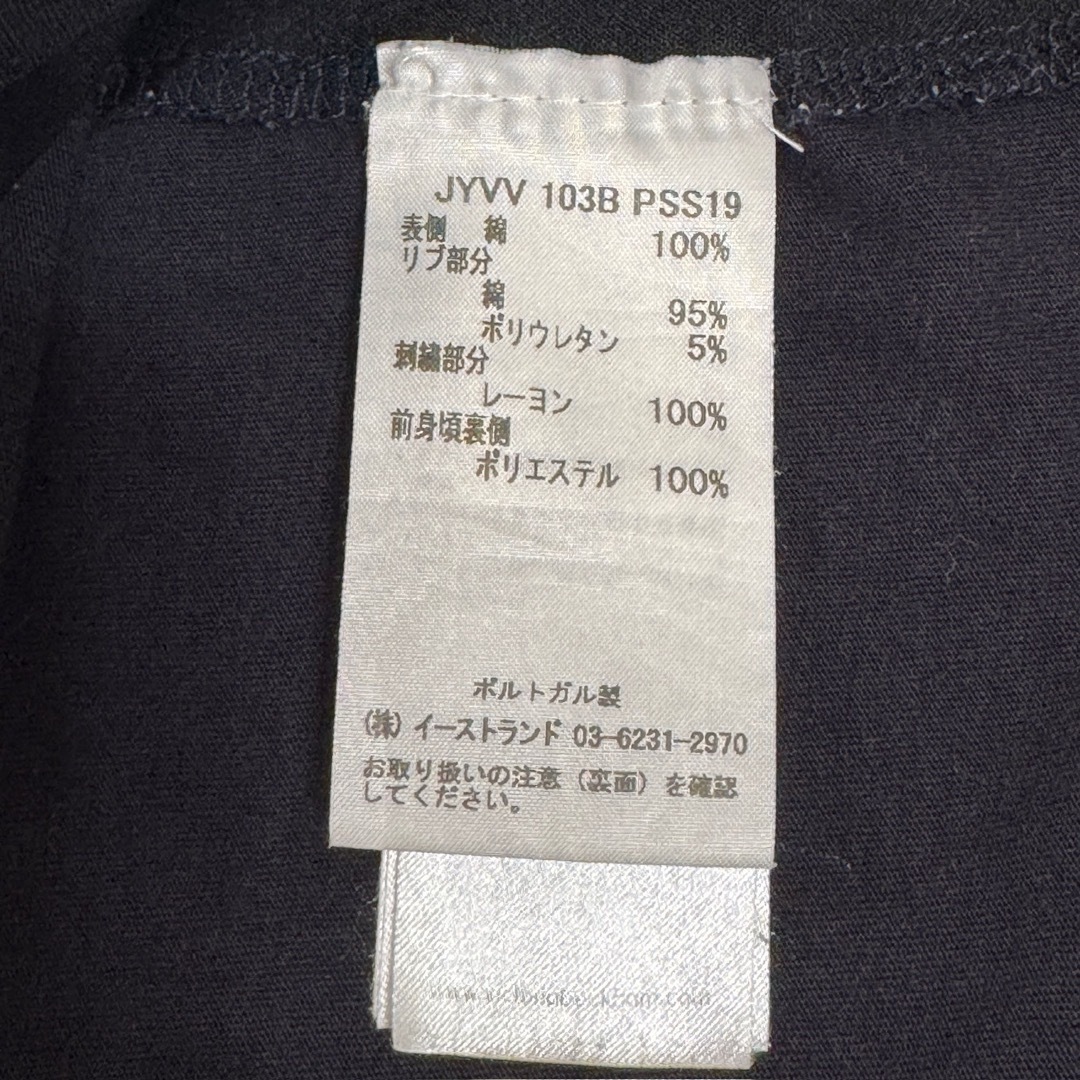 JYVV 103B PSS19
表側 綿 100%
リブ部分
綿 95%
ポリウレタン 5%
刺繍部分
レーヨン 100%
前身頃裏側
ポリエステル 100%
ポルトガル製
(株) イーストランド 03-6231-2970
お取り扱いの注意 (裏面) を確認
してください。
www.victoriabeckham.com